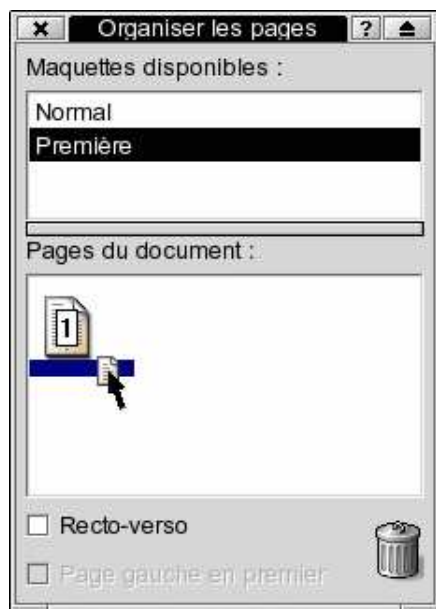 Organiser les pages ?
Maquettes disponibles :
Normal
Première
Pages du document :
1
Recto-verso
Page gauche en premier